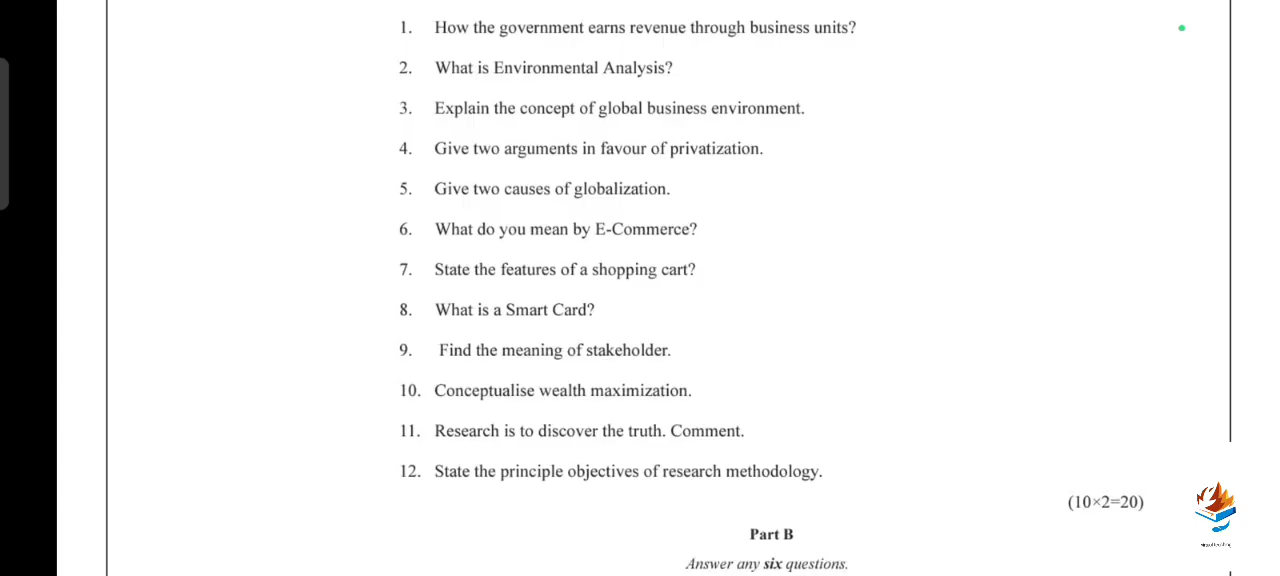 1. How the government earns revenue through business units?
2. What is Environmental Analysis?
3. Explain the concept of global business environment.
4. Give two arguments in favour of privatization.
5. Give two causes of globalization.
6. What do you mean by E-Commerce?
7. State the features of a shopping cart?
8. What is a Smart Card?
9. Find the meaning of stakeholder.
10. Conceptualise wealth maximization.
11. Research is to discover the truth. Comment.
12. State the principle objectives of research methodology.
(10×2=20)
Part B
Answer any six questions.